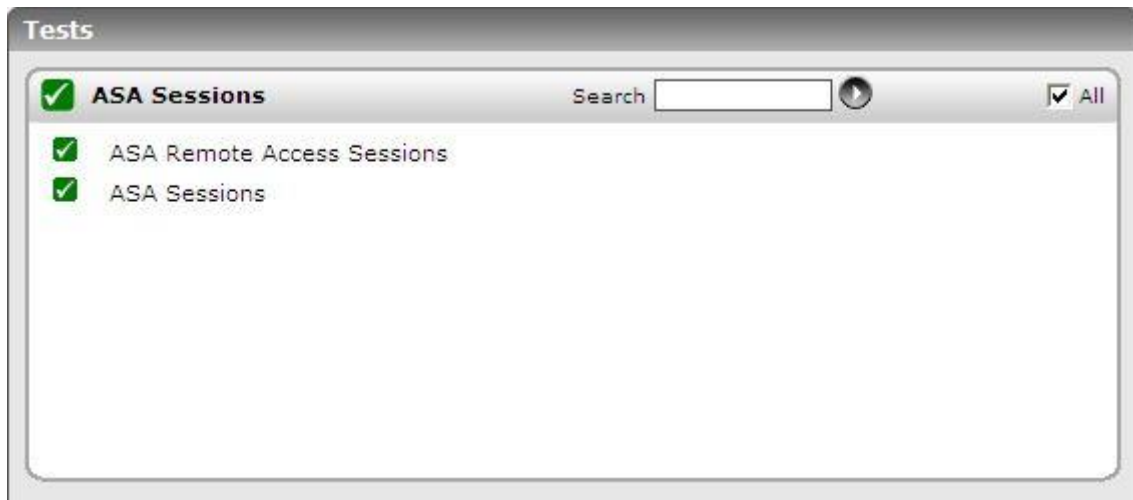 Tests
ASA Sessions Search All
ASA Remote Access Sessions
ASA Sessions